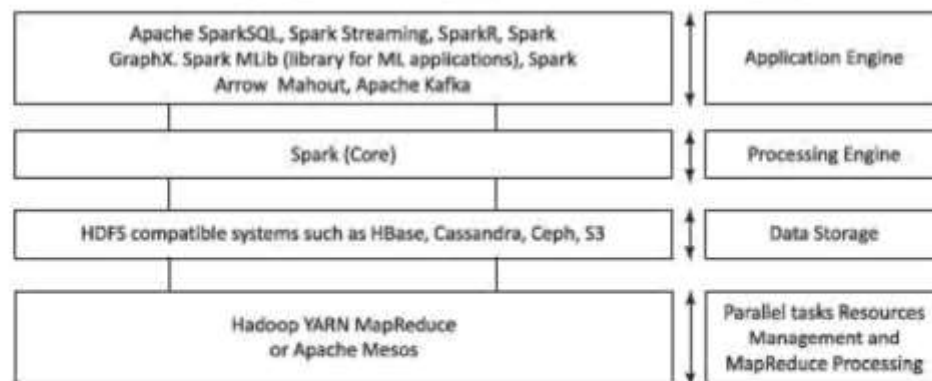 Apache SparkSQL, Spark Streaming, SparkR, Spark
GraphX. Spark MLib (library for ML applications), Spark
Arrow Mahout, Apache Kafka
Application Engine
Spark (Core)
Processing Engine
HDFS compatible systems such as HBase, Cassandra, Ceph, S3
Data Storage
Hadoop YARN MapReduce
or Apache Mesos
Parallel tasks Resources
Management and
MapReduce Processing